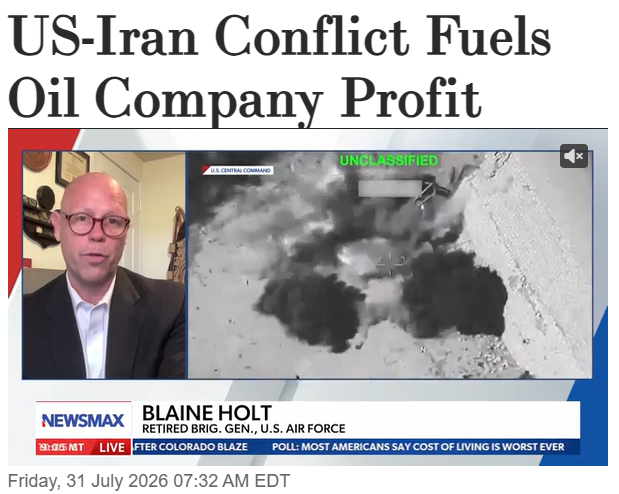 US-Iran Conflict Fuels
Oil Company Profit
UNCLASSIFIED
U.S. CENTRAL COMMAND
NEWSMAX
BLAINE HOLT
RETIRED BRIG. GEN., U.S. AIR FORCE
MT LIVE FTER COLORADO BLAZE POLL: MOST AMERICANS SAY COST OF LIVING IS WORST EVER
Friday, 31 July 2026 07:32 AM EDT